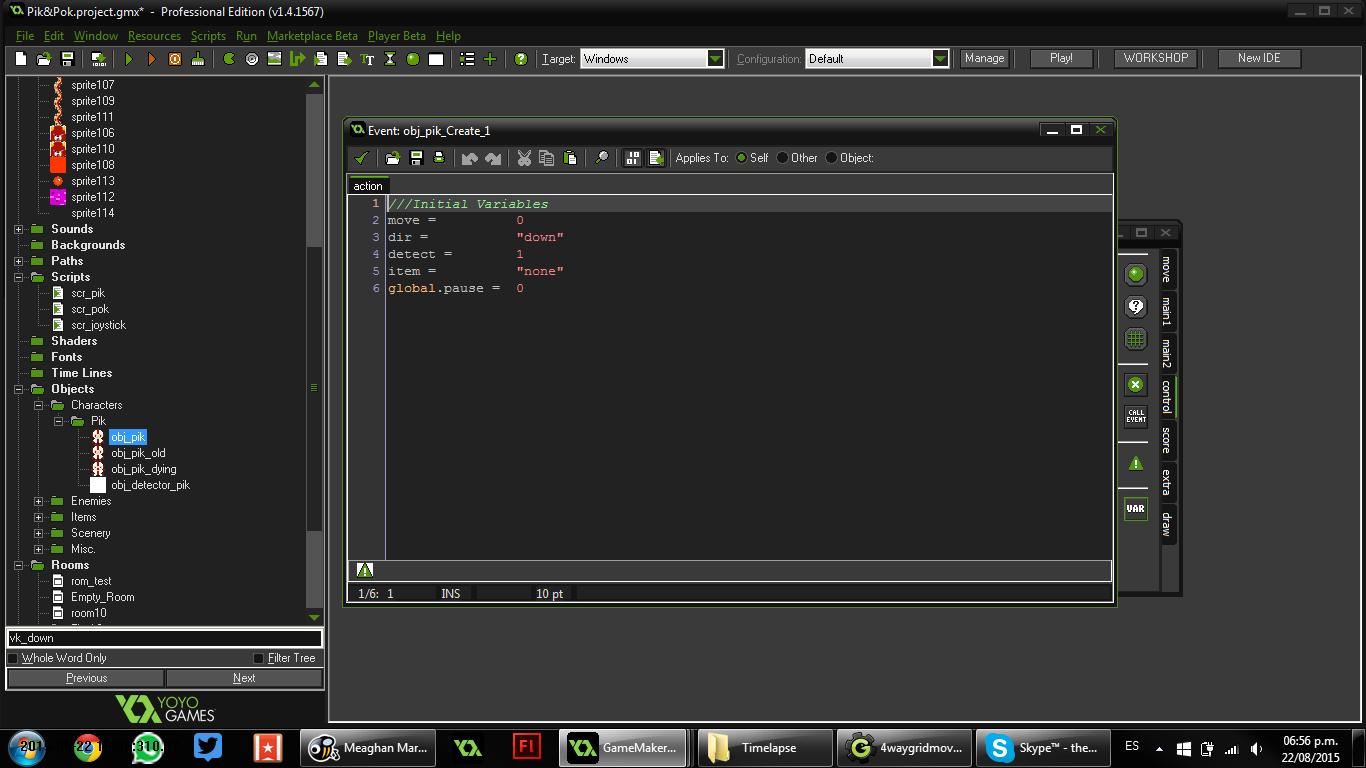 Pik&Pok.project.gmx* - Professional Edition (v1.4.1567)
File Edit Window Resources Scripts Run Marketplace Beta Player Beta Help
Target: Windows Configuration: Default Manage Play! WORKSHOP New IDE
sprite107
sprite109
sprite111
sprite106
sprite110
sprite108
sprite113
sprite112
sprite114
Sounds
Backgrounds
Paths
Scripts
scr_pik
scr_pok
scr_joystick
Shaders
Fonts
Time Lines
Objects
Characters
Pik
obj_pik
obj_pik_old
obj_pik_dying
obj_detector_pik
Enemies
Items
Scenery
Misc.
Rooms
rom_test
Empty_Room
room10
vk_down
Whole Word Only Filter Tree
Previous Next
YOYO
GAMES
Event: obj_pik_Create_1
Applies To: Self Other Object:
action
1 ///Initial Variables
2 move = 0
3 dir = "down"
4 detect = 1
5 item = "none"
6 global.pause = 0
1/6: 1 INS 10 pt
move
main1
main2
control
score
extra
draw
CALL
EVENT
VAR
201 22 1 :310. Meaghan Mar... Fl GameMaker... Timelapse 4waygridmov... Skype™ - the... ES
06:56 p.m.
22/08/2015